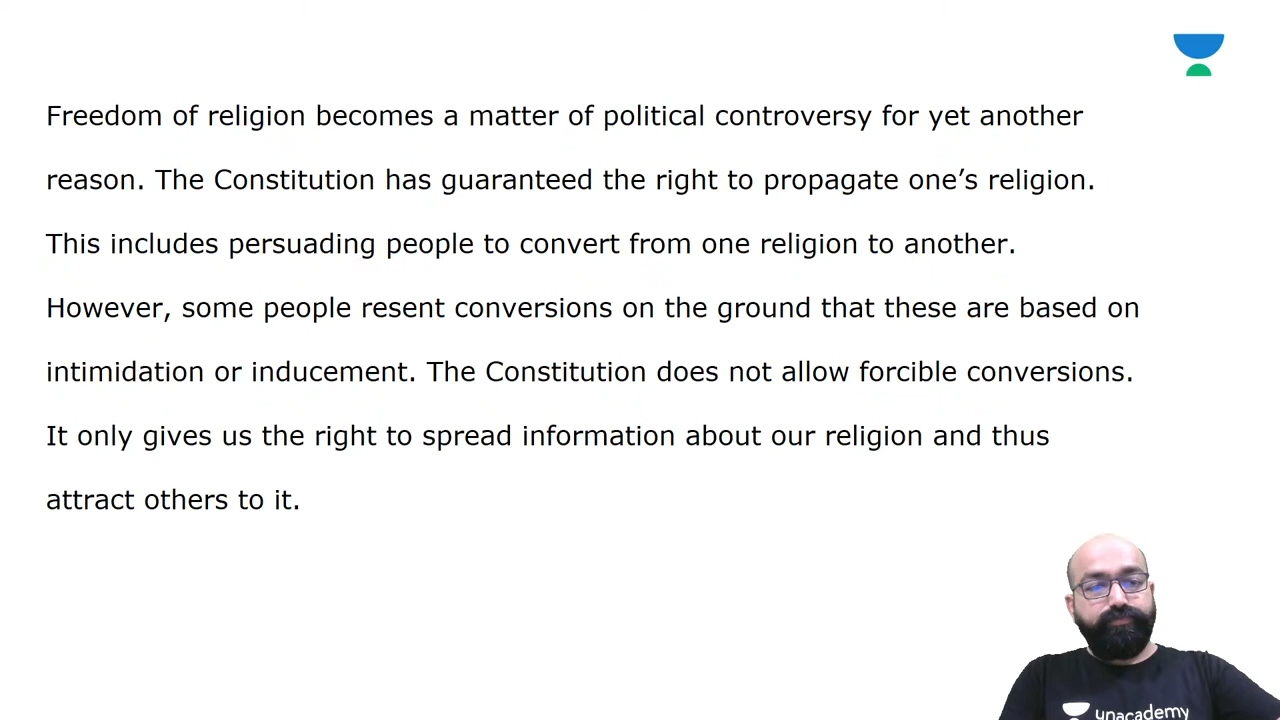 Freedom of religion becomes a matter of political controversy for yet another
reason. The Constitution has guaranteed the right to propagate one’s religion.
This includes persuading people to convert from one religion to another.
However, some people resent conversions on the ground that these are based on
intimidation or inducement. The Constitution does not allow forcible conversions.
It only gives us the right to spread information about our religion and thus
attract others to it.
unacademy